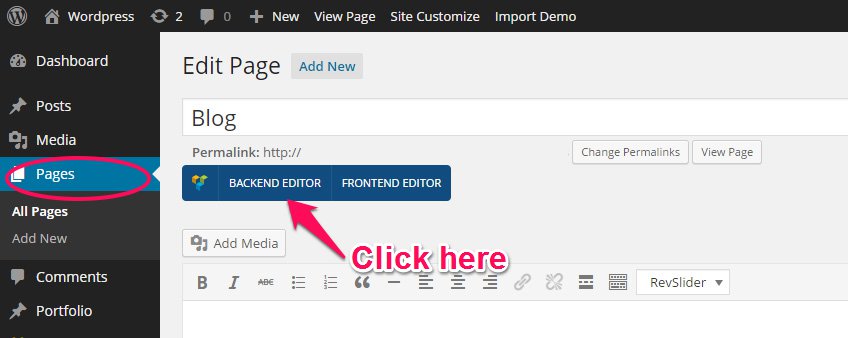 Wordpress 2 0 + New View Page Site Customize Import Demo
Dashboard
Posts
Media
Pages
All Pages
Add New
Comments
Portfolio
Edit Page Add New
Blog
Permalink: http:// Change Permalinks View Page
BACKEND EDITOR FRONTEND EDITOR
Click here
Add Media
B I ABC RevSlider